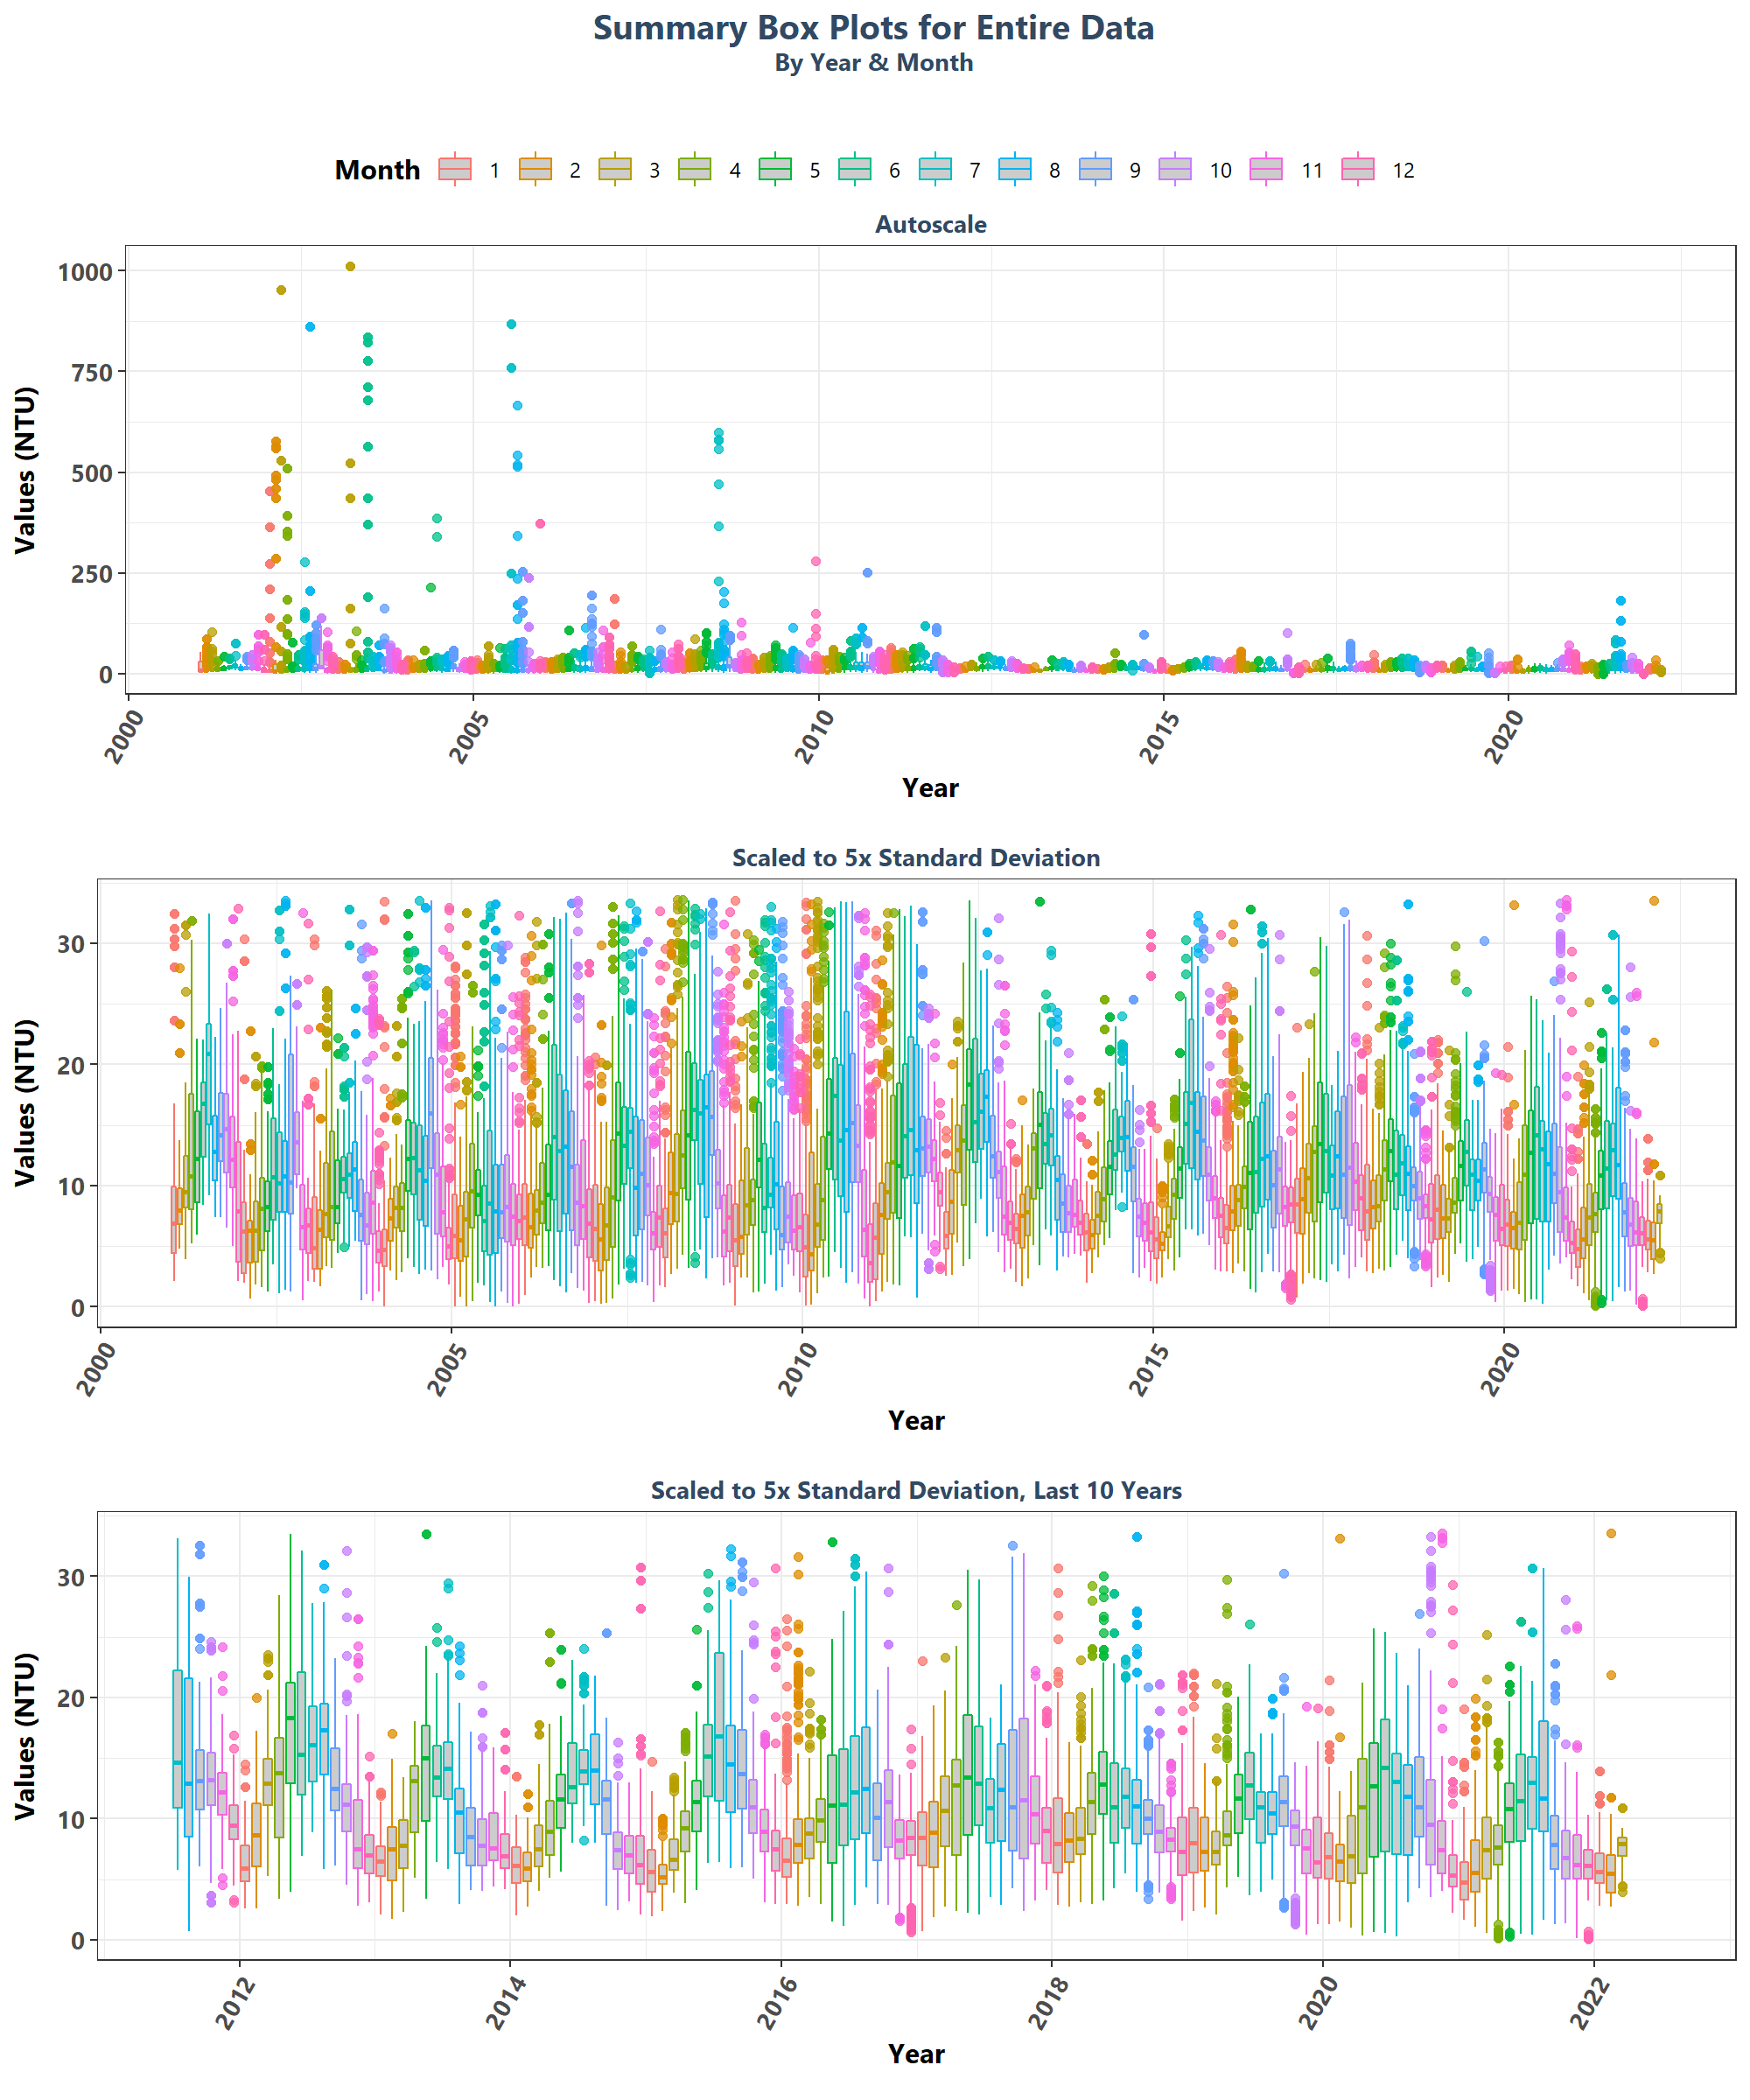 Summary Box Plots for Entire Data
By Year & Month
Month 1 2 3 4 5 6 7 8 9 10 11 12
Autoscale
Values (NTU)
1000
750
500
250
0
2000 2005 2010 2015 2020
Year
Scaled to 5x Standard Deviation
Values (NTU)
30
20
10
0
2000 2005 2010 2015 2020
Year
Scaled to 5x Standard Deviation, Last 10 Years
Values (NTU)
30
20
10
0
2012 2014 2016 2018 2020 2022
Year